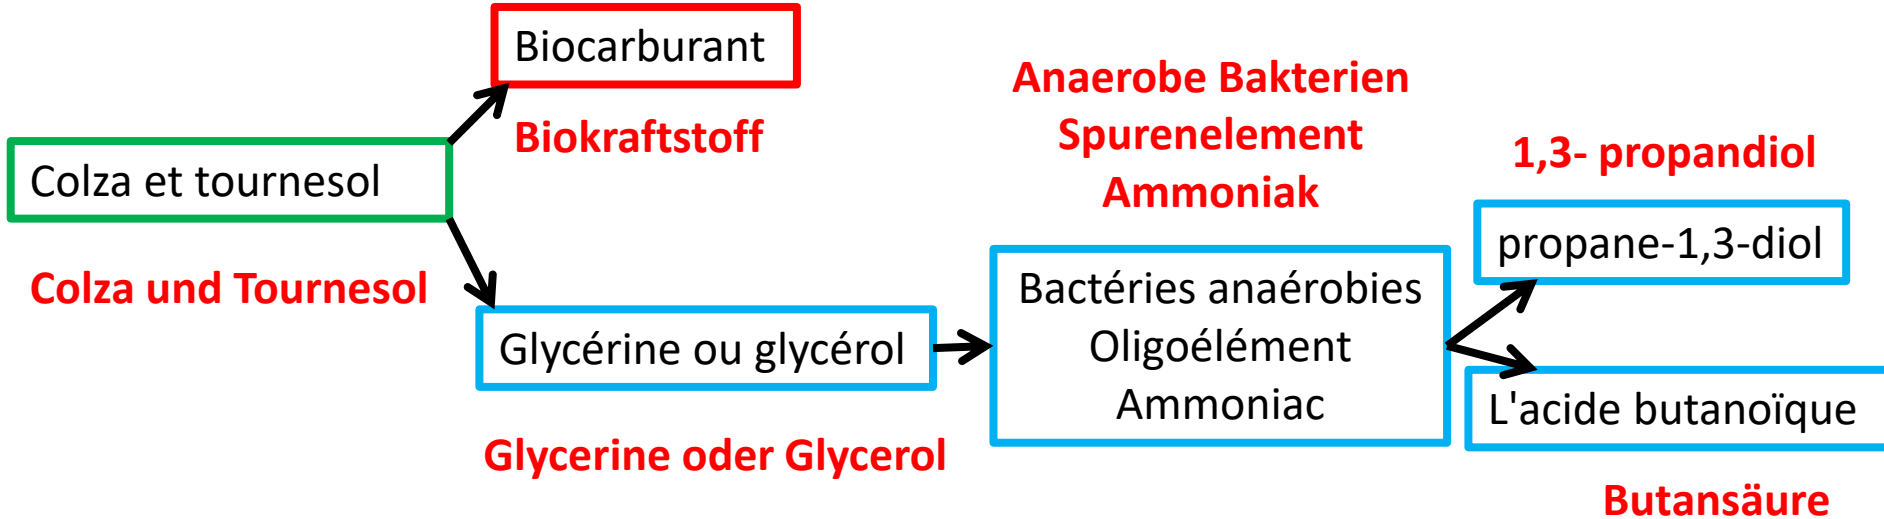 Biocarburant
Biokraftstoff
Colza et tournesol
Colza und Tournesol
Glycérine ou glycérol
Glycerine oder Glycerol
Anaerobe Bakterien
Spurenelement
Ammoniak
Bactéries anaérobies
Oligoélément
Ammoniac
1,3- propandiol
propane-1,3-diol
L'acide butanoïque
Butansäure